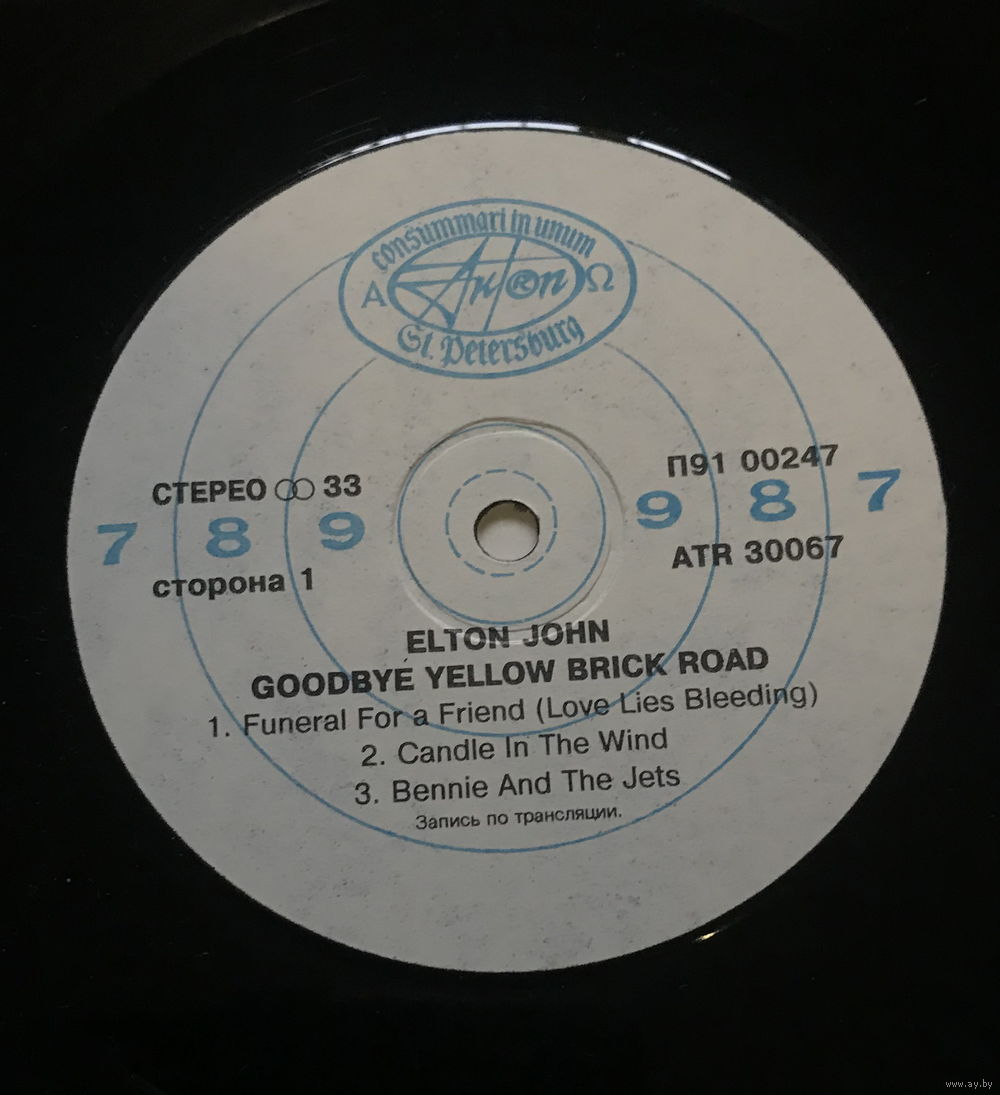 consummari in unum
A Antrop Ω
St. Petersburg
СТЕРЕО 33
П91 00247
7 8 9
9 8 7
сторона 1
ATR 30067
ELTON JOHN
GOODBYE YELLOW BRICK ROAD
1. Funeral For a Friend (Love Lies Bleeding)
2. Candle In The Wind
3. Bennie And The Jets
Запись по трансляции.
www.ay.by